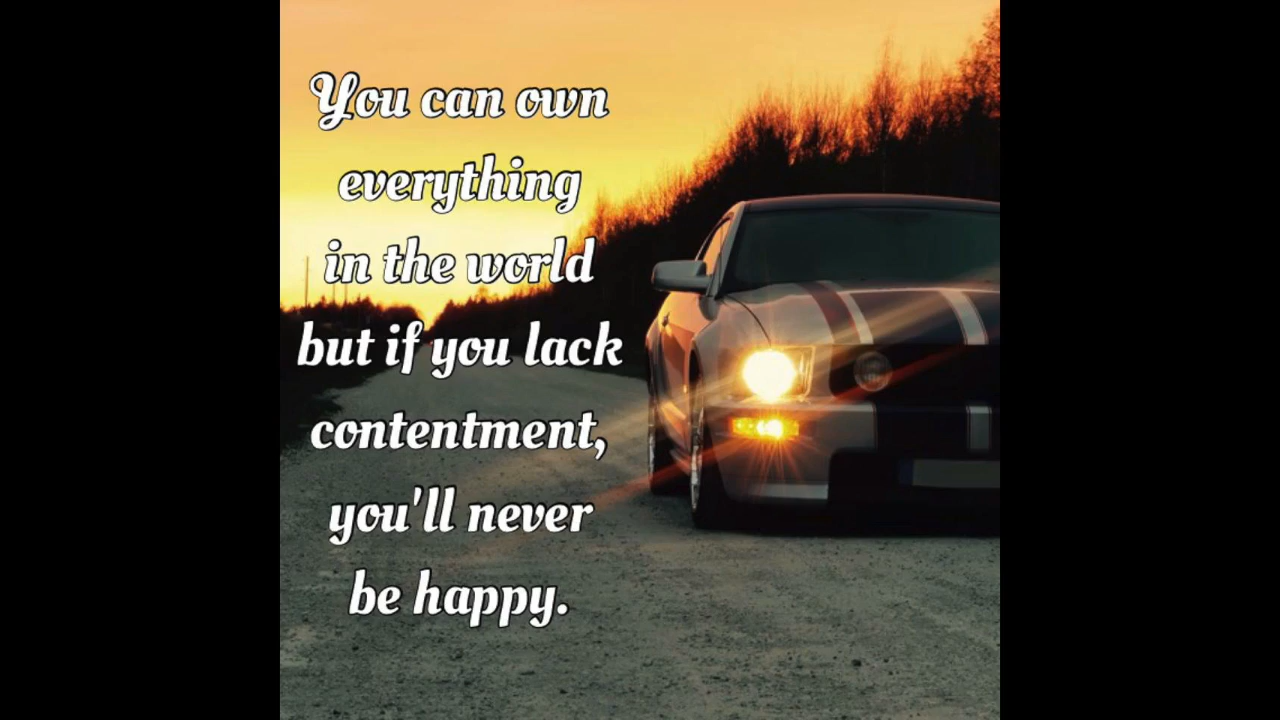 You can own
everything
in the world
but if you lack
contentment,
you'll never
be happy.